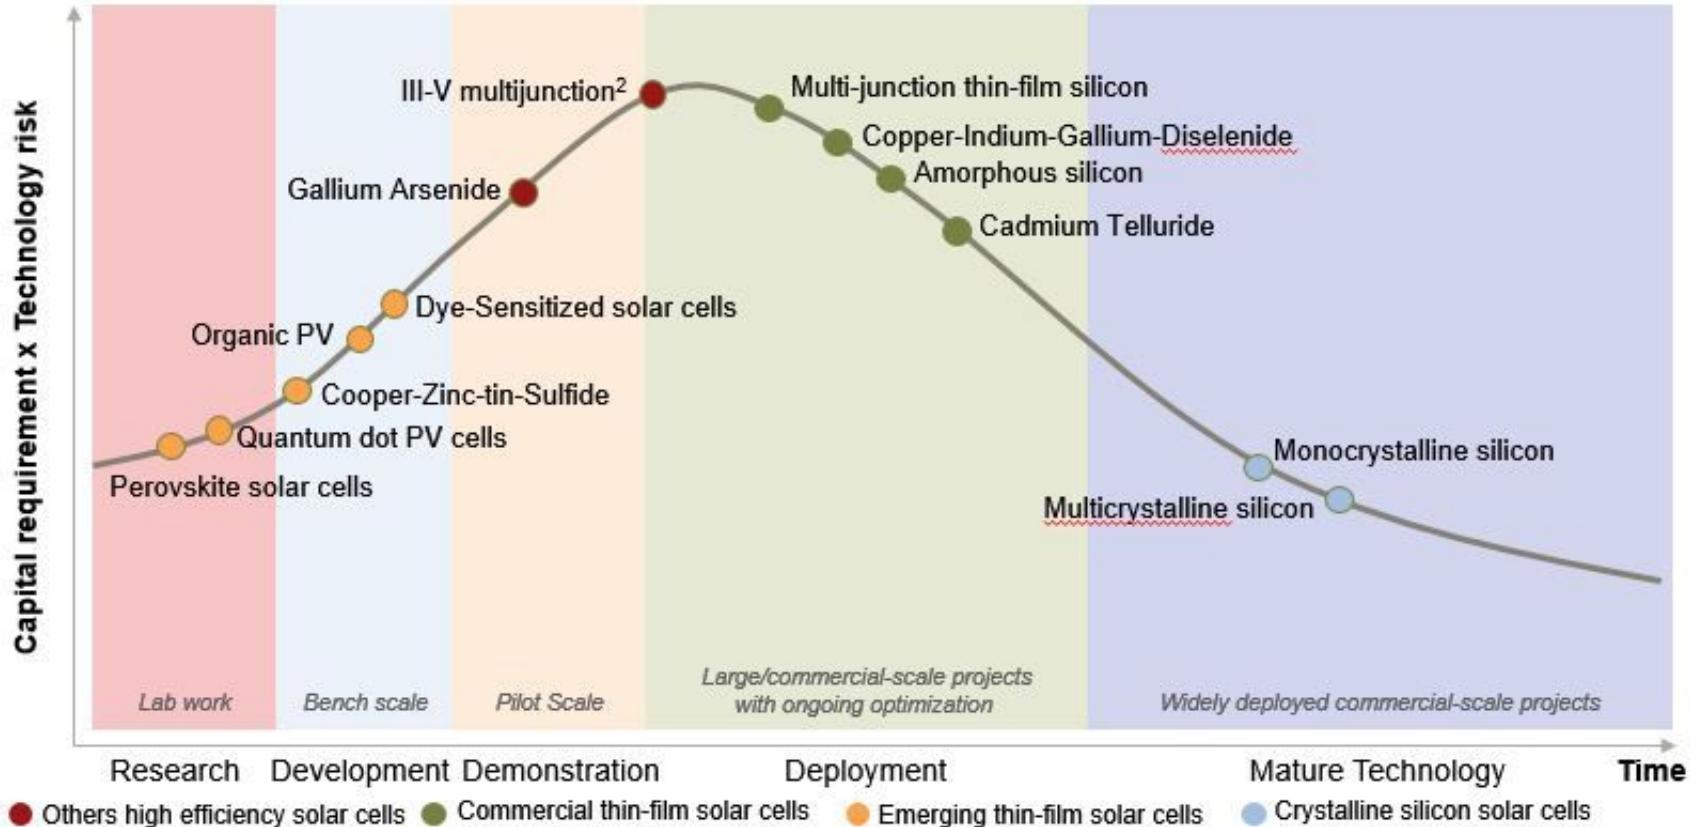 Capital requirement x Technology risk
III-V multijunction2
Multi-junction thin-film silicon
Copper-Indium-Gallium-Diselenide
Amorphous silicon
Gallium Arsenide
Cadmium Telluride
Dye-Sensitized solar cells
Organic PV
Cooper-Zinc-tin-Sulfide
Quantum dot PV cells
Perovskite solar cells
Monocrystalline silicon
Multicrystalline silicon
Lab work
Bench scale
Pilot Scale
Large/commercial-scale projects
with ongoing optimization
Widely deployed commercial-scale projects
Research
Development
Demonstration
Deployment
Mature Technology
Time
Others high efficiency solar cells
Commercial thin-film solar cells
Emerging thin-film solar cells
Crystalline silicon solar cells